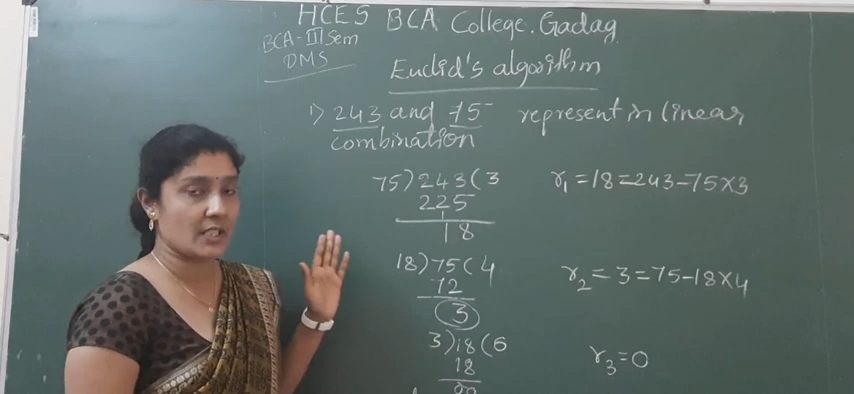 HCES BCA College. Gadag
BCA-III Sem
DMS
Euclid's algorithm
1) 243 and 75 represent in linear
combination
75) 243 ( 3
225
18
r₁ = 18 = 243 - 75 × 3
18) 75 ( 4
72
3
r₂ = 3 = 75 - 18 × 4
3) 18 ( 6
18
00
r₃ = 0